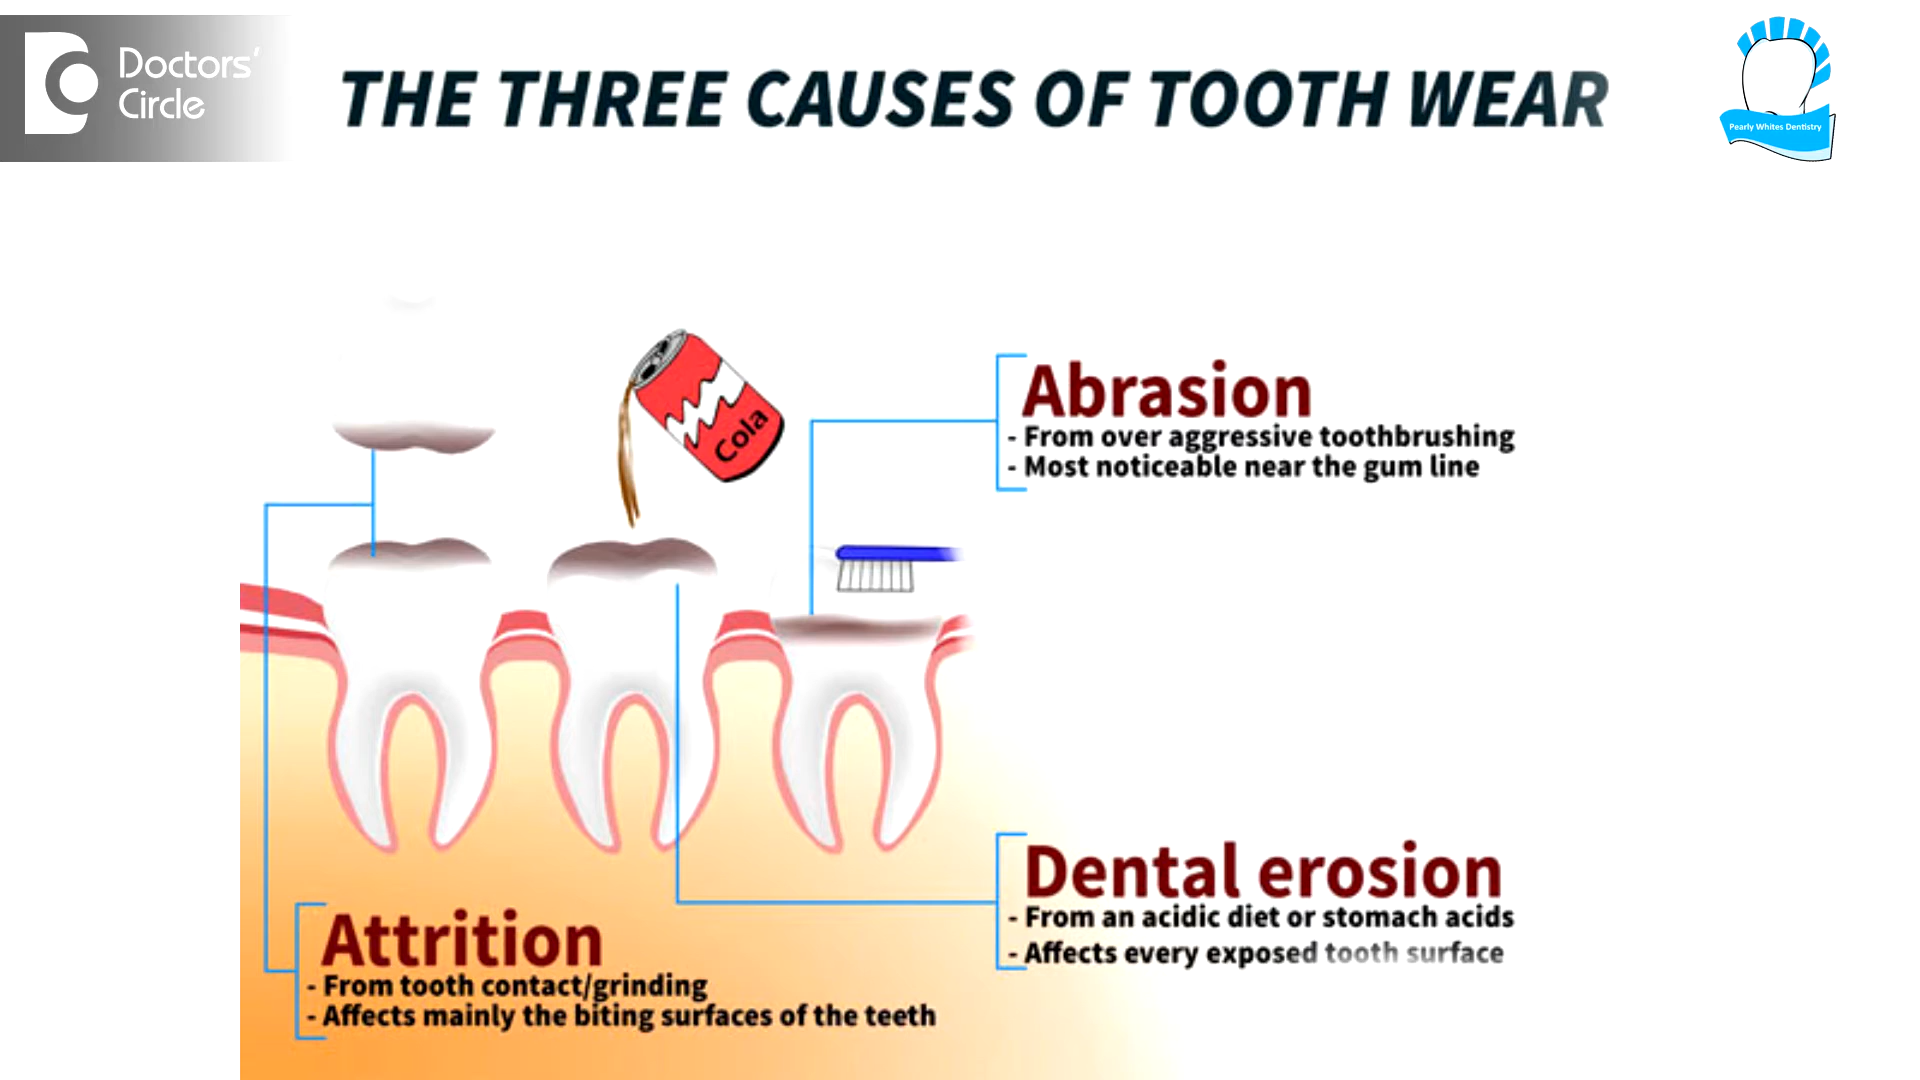 Doctors'
Circle
THE THREE CAUSES OF TOOTH WEAR
Pearly Whites Dentistry
Cola
Abrasion
- From over aggressive toothbrushing
- Most noticeable near the gum line
Dental erosion
- From an acidic diet or stomach acids
- Affects every exposed tooth surface
Attrition
- From tooth contact/grinding
- Affects mainly the biting surfaces of the teeth